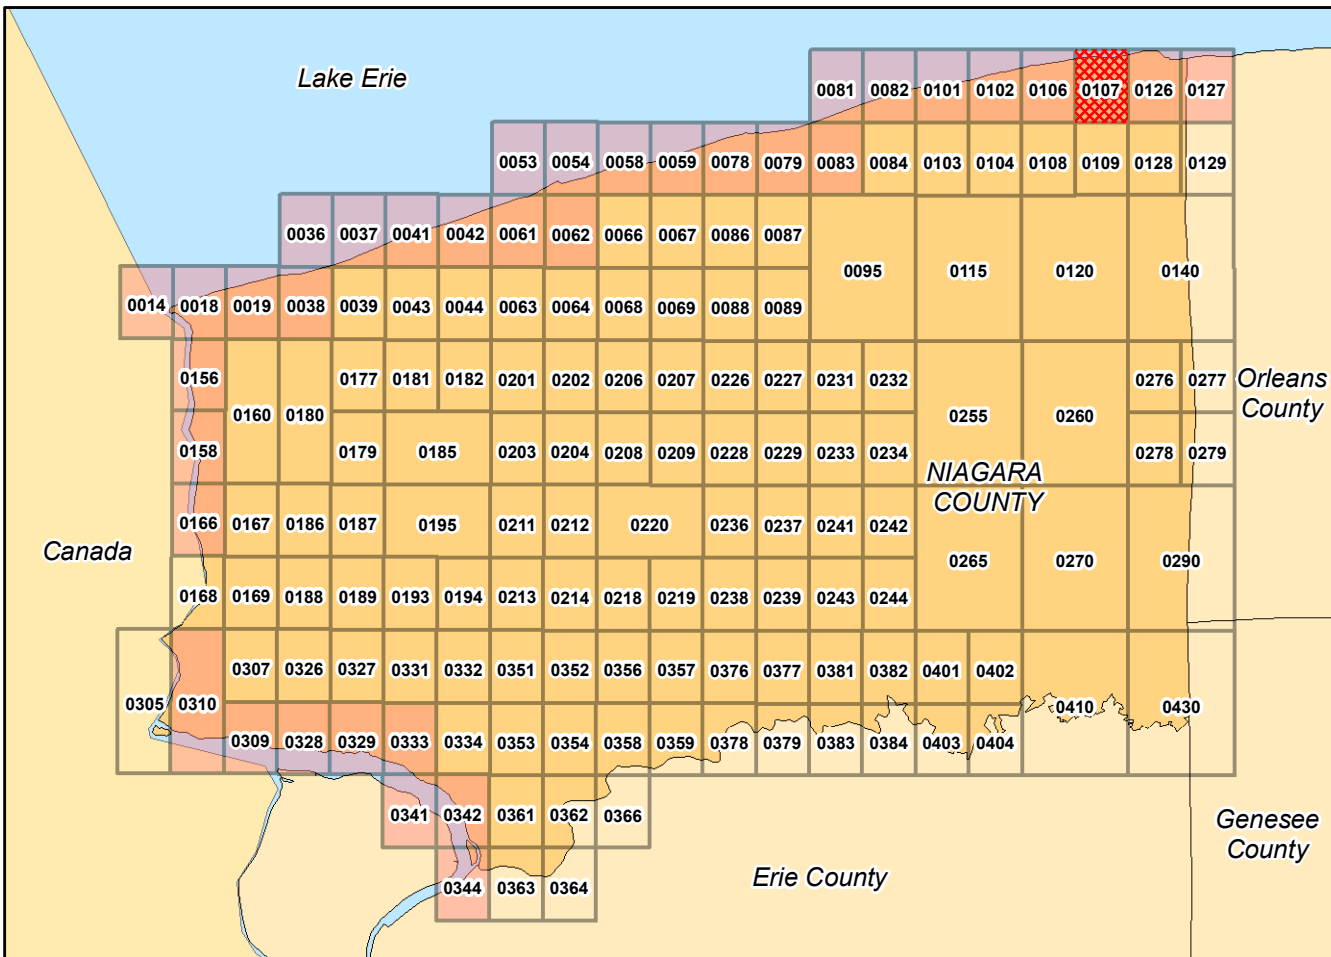 Lake Erie
0081 0082 0101 0102 0106 0107 0126 0127
0053 0054 0058 0059 0078 0079 0083 0084 0103 0104 0108 0109 0128 0129
0036 0037 0041 0042 0061 0062 0066 0067 0086 0087
0095 0115 0120 0140
0014 0018 0019 0038 0039 0043 0044 0063 0064 0068 0069 0088 0089
0156 0177 0181 0182 0201 0202 0206 0207 0226 0227 0231 0232 0276 0277
Orleans
County
0160 0180 0255 0260
0158 0179 0185 0203 0204 0208 0209 0228 0229 0233 0234 0278 0279
NIAGARA
COUNTY
0166 0167 0186 0187 0195 0211 0212 0220 0236 0237 0241 0242
Canada
0265 0270 0290
0168 0169 0188 0189 0193 0194 0213 0214 0218 0219 0238 0239 0243 0244
0307 0326 0327 0331 0332 0351 0352 0356 0357 0376 0377 0381 0382 0401 0402
0305 0310 0410 0430
0309 0328 0329 0333 0334 0353 0354 0358 0359 0378 0379 0383 0384 0403 0404
0341 0342 0361 0362 0366
Genesee
County
0344 0363 0364
Erie County